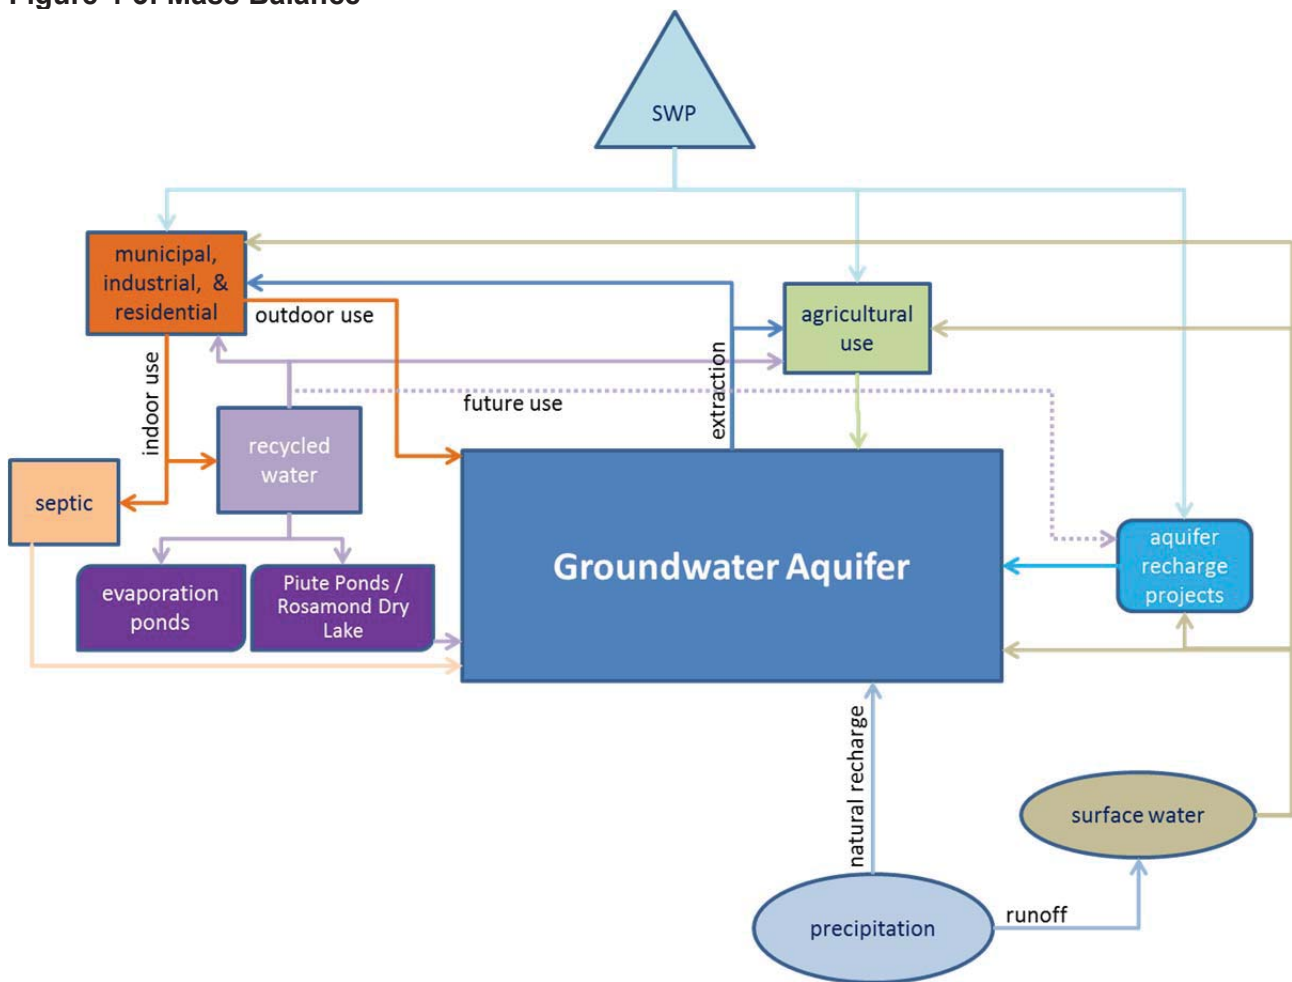 SWP
municipal,
industrial, &
residential
outdoor use
agricultural
use
indoor use
extraction
future use
recycled
water
septic
Groundwater Aquifer
aquifer
recharge
projects
evaporation
ponds
Piute Ponds /
Rosamond Dry
Lake
natural recharge
surface water
precipitation
runoff